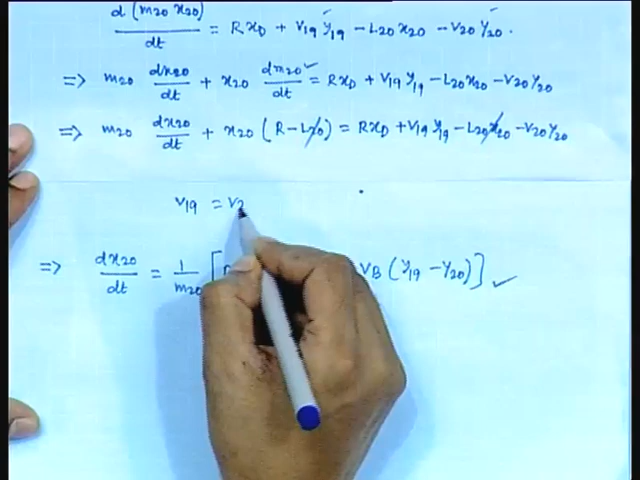 d (m20 x20) / dt = R xD + V19 y19 - L20 x20 - V20 y20.
⇒ m20 dx20/dt + x20 dm20/dt ✓ = R xD + V19 y19 - L20 x20 - V20 y20
⇒ m20 dx20/dt + x20 (R - L20) = R xD + V19 y19 - L20 x20 - V20 y20
V19 = V2
⇒ dx20/dt = 1/m20 [ VB (y19 - y20) ] ✓